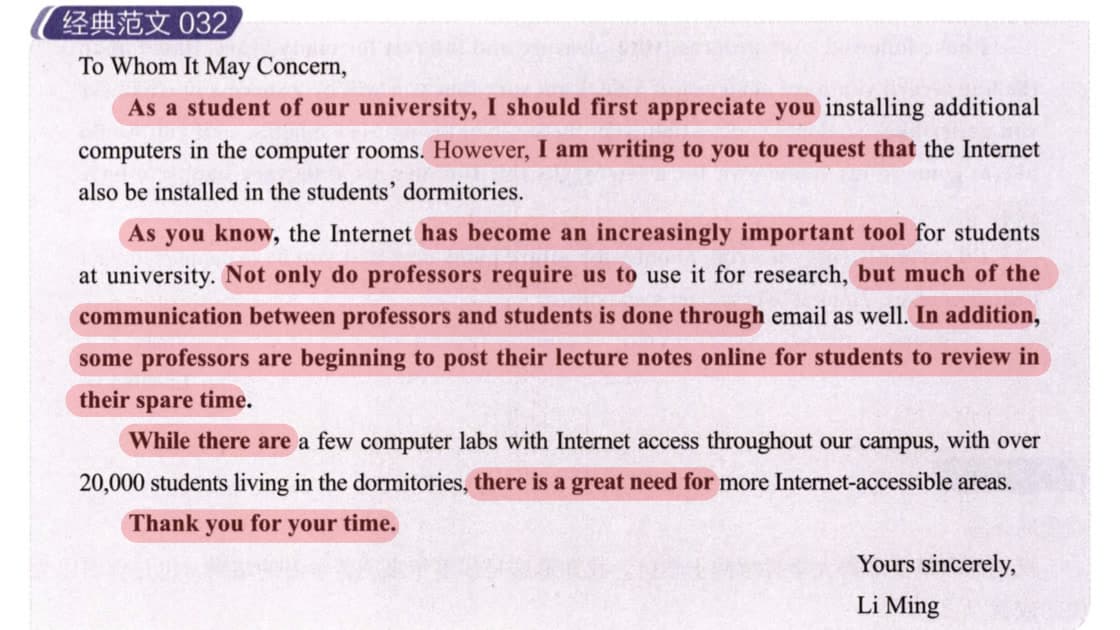 经典范文 032
To Whom It May Concern,
As a student of our university, I should first appreciate you installing additional
computers in the computer rooms. However, I am writing to you to request that the Internet
also be installed in the students’ dormitories.
As you know, the Internet has become an increasingly important tool for students
at university. Not only do professors require us to use it for research, but much of the
communication between professors and students is done through email as well. In addition,
some professors are beginning to post their lecture notes online for students to review in
their spare time.
While there are a few computer labs with Internet access throughout our campus, with over
20,000 students living in the dormitories, there is a great need for more Internet-accessible areas.
Thank you for your time.
Yours sincerely,
Li Ming